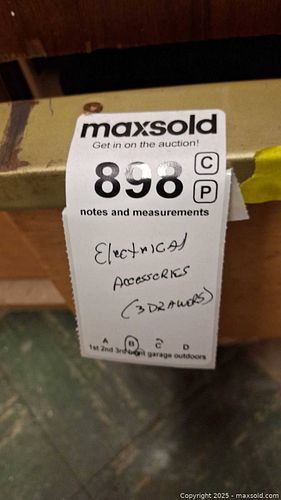 maxsold
Get in on the auction!
898 C
P
notes and measurements
Electrical
Accessories
(3 DRAWERS)
A B C D
1st 2nd 3rd garage outdoors
Copyright 2025 - maxsold.com